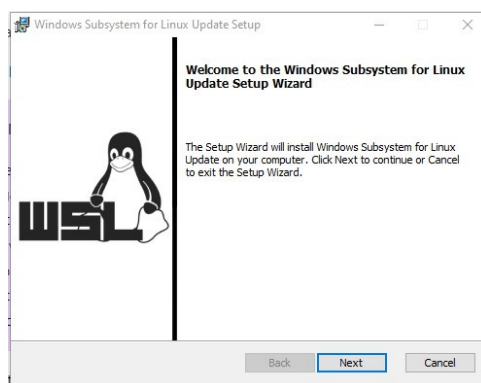 Windows Subsystem for Linux Update Setup
Welcome to the Windows Subsystem for Linux
Update Setup Wizard
The Setup Wizard will install Windows Subsystem for Linux
Update on your computer. Click Next to continue or Cancel
to exit the Setup Wizard.
WSL
Back Next Cancel